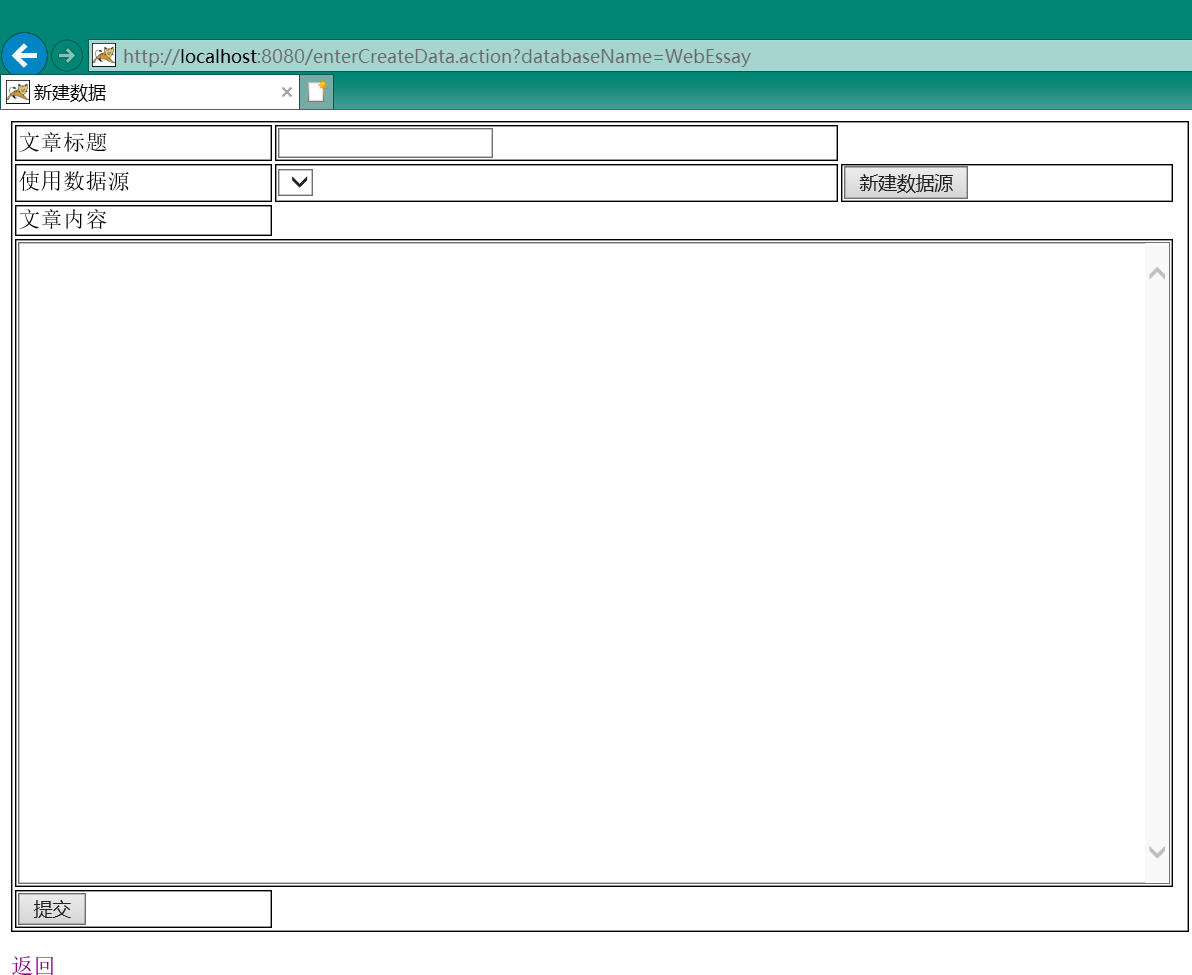 http://localhost:8080/enterCreateData.action?databaseName=WebEssay
新建数据
文章标题
使用数据源
新建数据源
文章内容
提交
返回